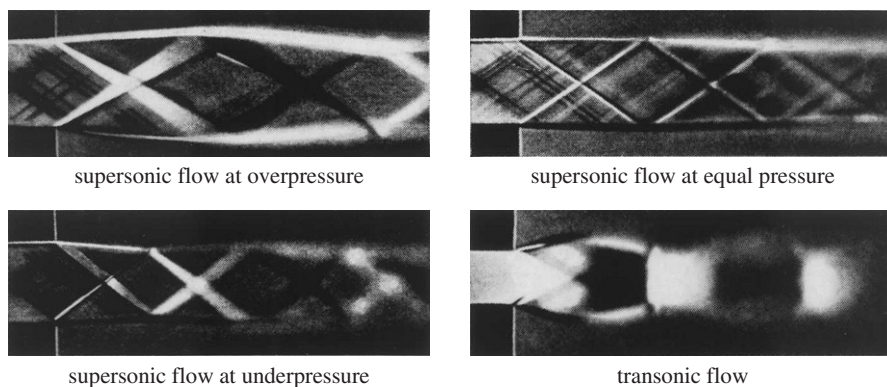 supersonic flow at overpressure
supersonic flow at equal pressure
supersonic flow at underpressure
transonic flow